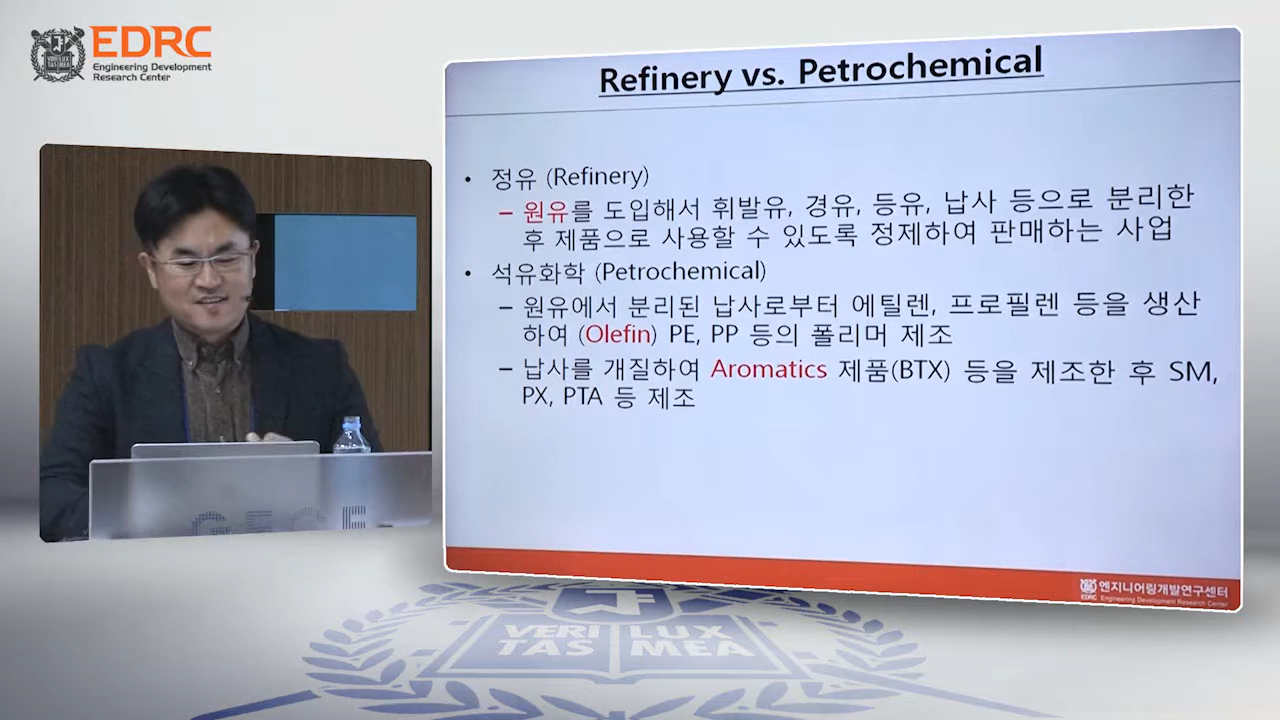 EDRC
Engineering Development
Research Center
VERI LUX
TAS MEA
Refinery vs. Petrochemical
• 정유 (Refinery)
– 원유를 도입해서 휘발유, 경유, 등유, 납사 등으로 분리한
후 제품으로 사용할 수 있도록 정제하여 판매하는 사업
• 석유화학 (Petrochemical)
– 원유에서 분리된 납사로부터 에틸렌, 프로필렌 등을 생산
하여 (Olefin) PE, PP 등의 폴리머 제조
– 납사를 개질하여 Aromatics 제품(BTX) 등을 제조한 후 SM,
PX, PTA 등 제조
EDRC
엔지니어링개발연구센터
Engineering Development Research Center
VERI LUX
TAS MEA